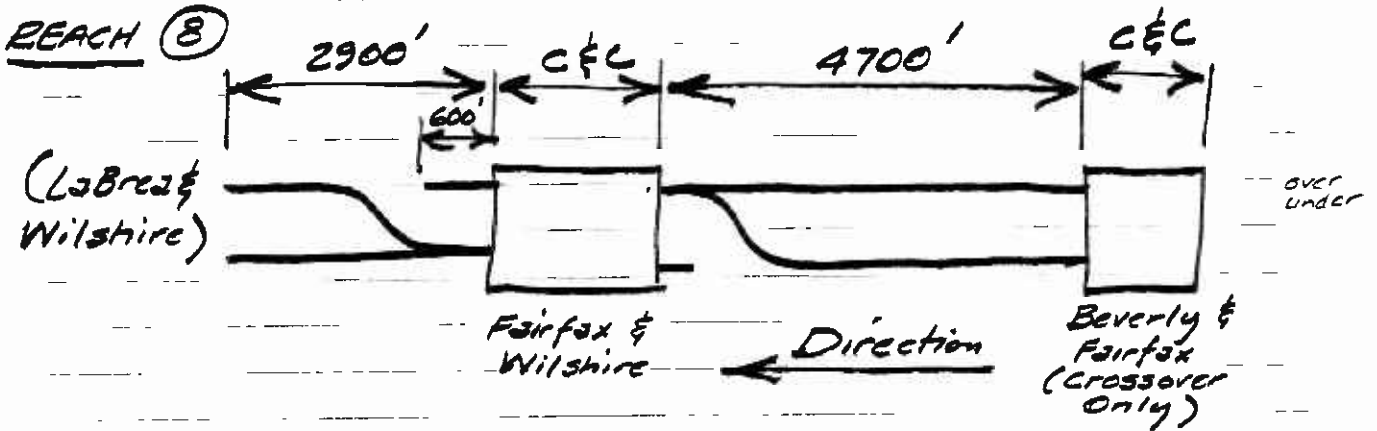 REACH 8
2900' C & C 4700' C & C
600'
(LaBrea &
Wilshire)
over
under
Fairfax &
Wilshire
Direction
Beverly &
Fairfax
(Crossover
Only)